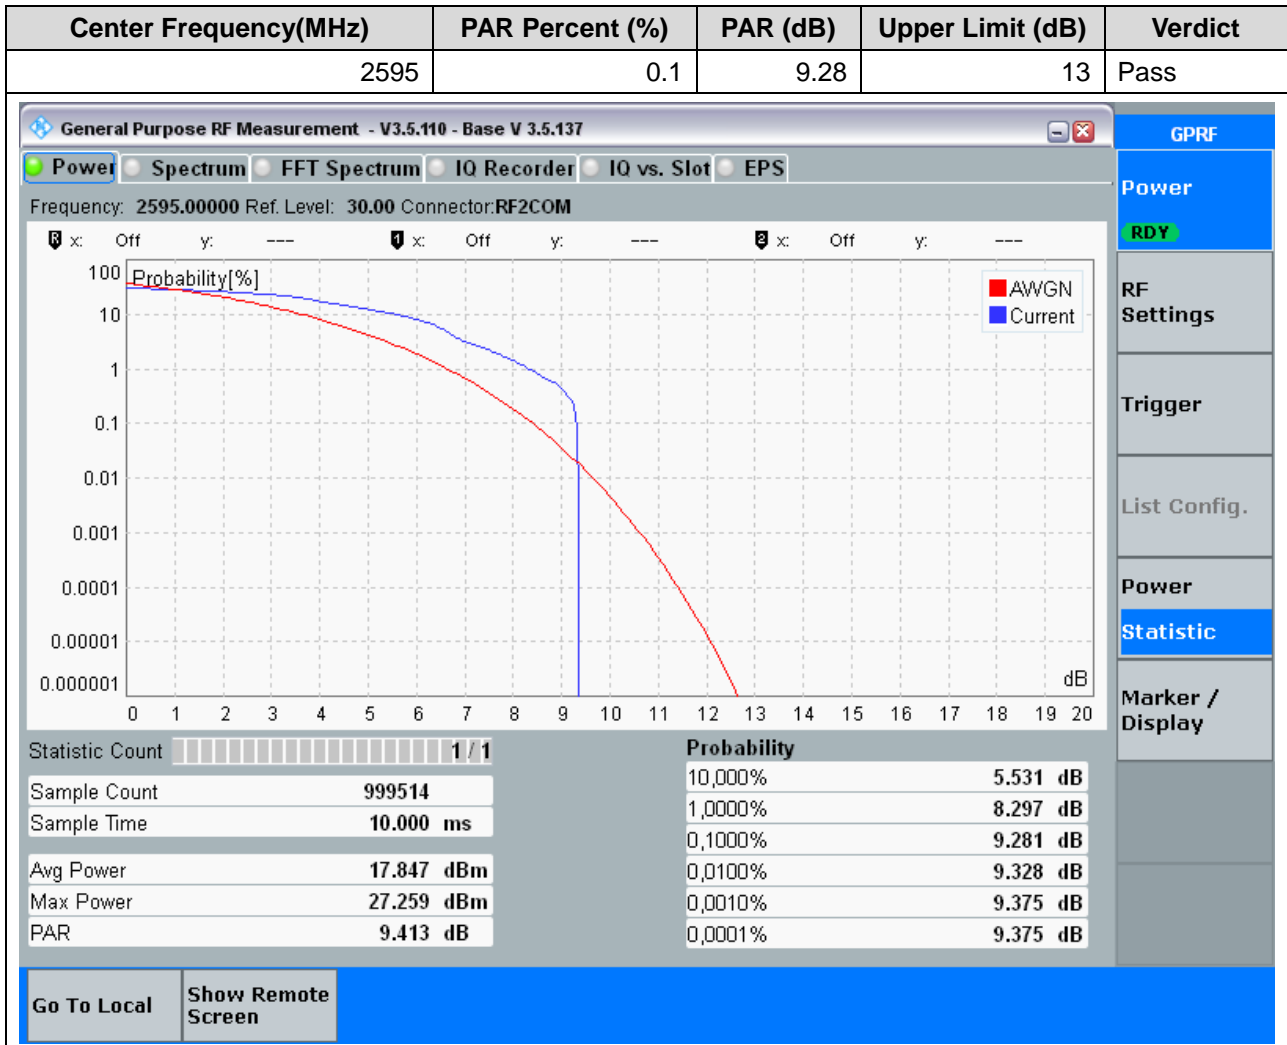 Center Frequency(MHz) PAR Percent (%) PAR (dB) Upper Limit (dB) Verdict
2595 0.1 9.28 13 Pass
General Purpose RF Measurement - V3.5.110 - Base V 3.5.137
GPRF
Power Spectrum FFT Spectrum IQ Recorder IQ vs. Slot EPS
Power
RDY
Frequency: 2595.00000 Ref. Level: 30.00 Connector:RF2COM
R x: Off y: --- 1 x: Off y: --- 2 x: Off y: ---
Probability[%]
AWGN
Current
100
10
1
0.1
0.01
0.001
0.0001
0.00001
0.000001
dB
0 1 2 3 4 5 6 7 8 9 10 11 12 13 14 15 16 17 18 19 20
RF
Settings
Trigger
List Config.
Power
Statistic
Marker /
Display
Statistic Count 1 / 1
Sample Count 999514
Sample Time 10.000 ms
Avg Power 17.847 dBm
Max Power 27.259 dBm
PAR 9.413 dB
Probability
10,000% 5.531 dB
1,0000% 8.297 dB
0,1000% 9.281 dB
0,0100% 9.328 dB
0,0010% 9.375 dB
0,0001% 9.375 dB
Go To Local
Show Remote
Screen